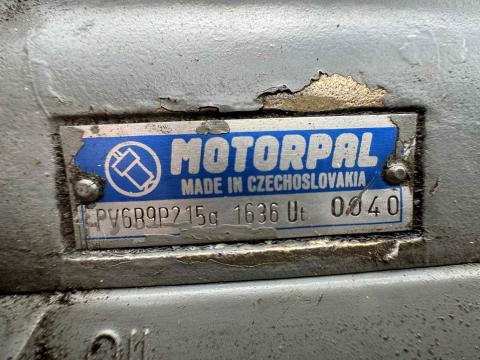 MOTORPAL
MADE IN CZECHOSLOVAKIA
PV6B9P215g 1636 Ut 0040